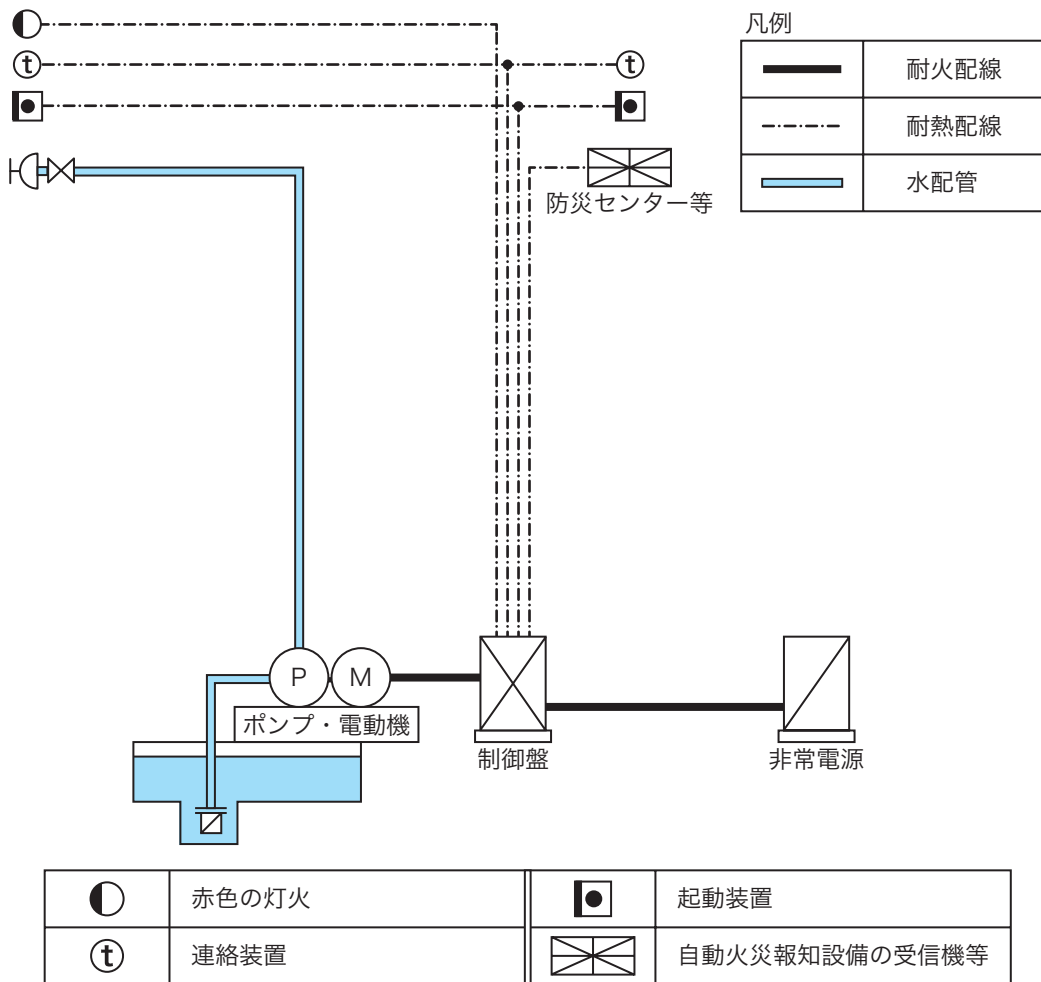 凡例
耐火配線
耐熱配線
水配管
t
t
防災センター等
P
M
ポンプ・電動機
制御盤
非常電源
赤色の灯火
起動装置
t
連絡装置
自動火災報知設備の受信機等